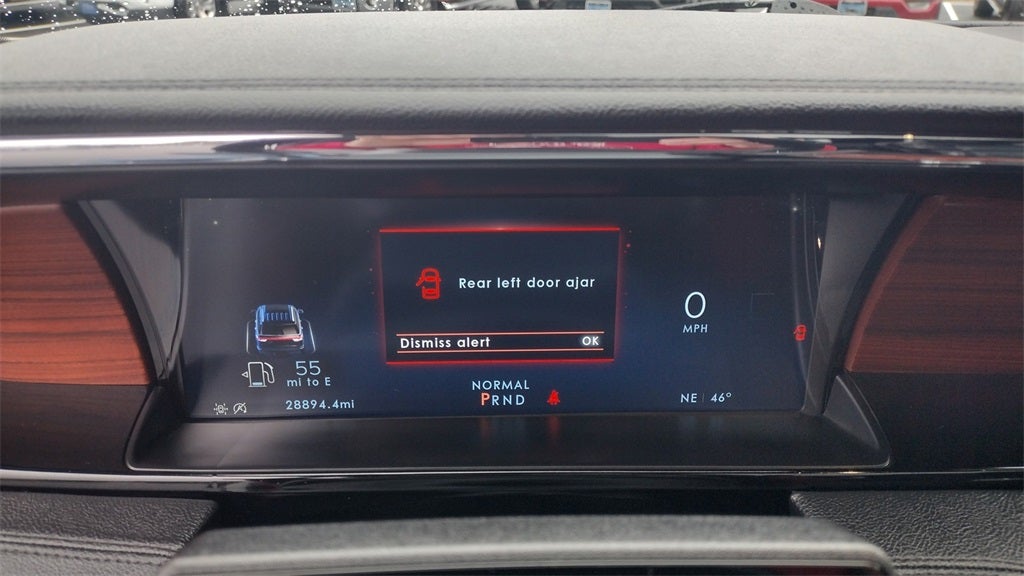 Rear left door ajar
Dismiss alert OK
0
MPH
55
mi to E
28894.4mi
NORMAL
PRND
NE 46°